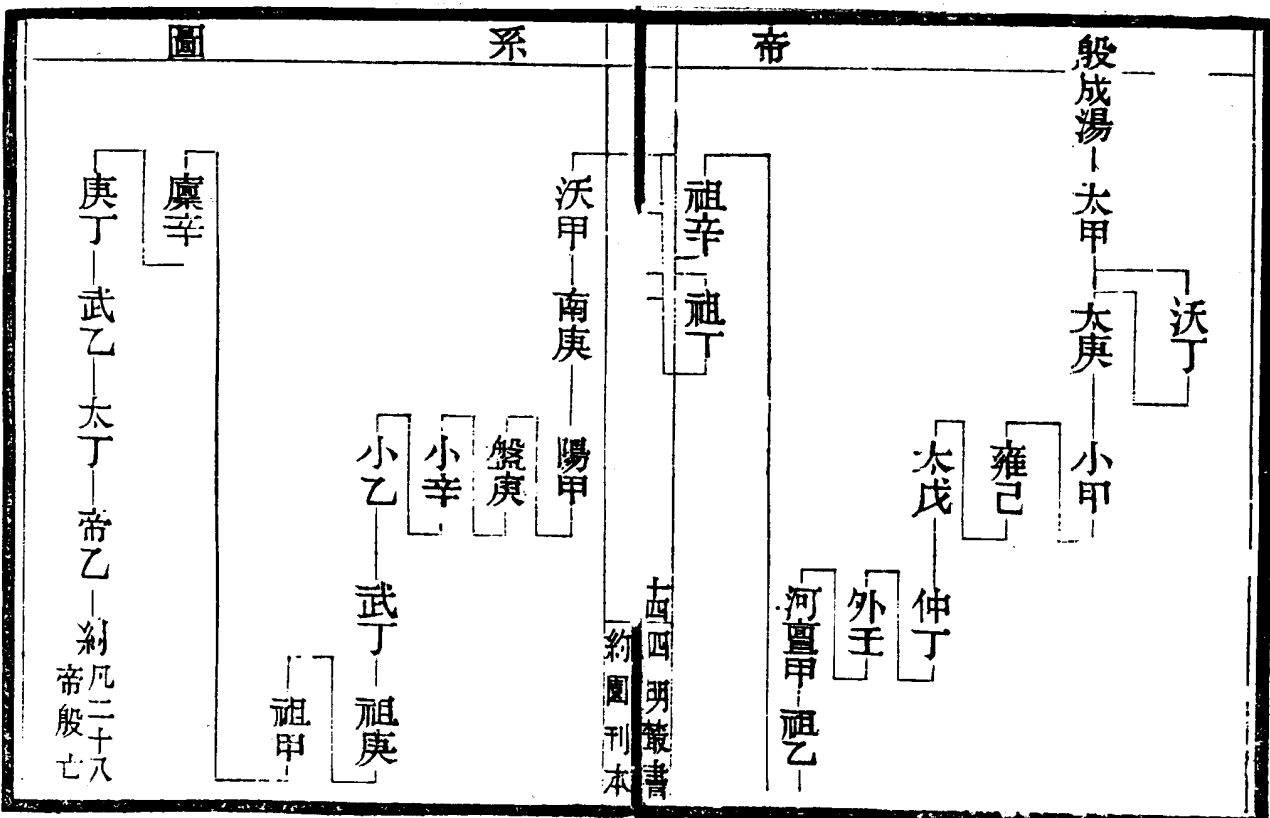 帝系圖
殷成湯
太甲
沃丁
太庚
小甲
雍己
太戊
仲丁
外壬
河亶甲
祖乙
祖辛
祖丁
十四
四明叢書
約園刊本
沃甲
南庚
陽甲
盤庚
小辛
小乙
武丁
祖庚
祖甲
廩辛
庚丁
武乙
太丁
帝乙
紂
凡二十八
帝殷亡